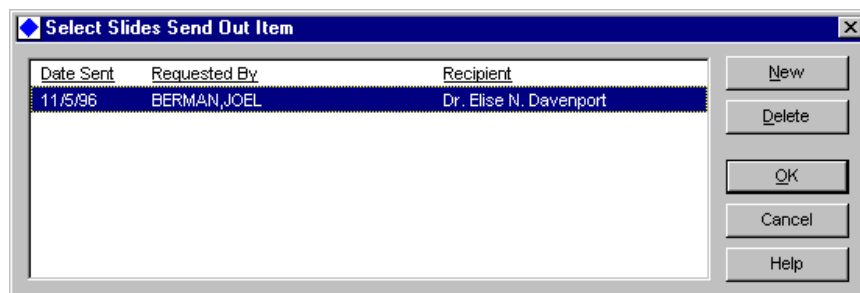 Select Slides Send Out Item
Date Sent Requested By Recipient
11/5/96 BERMAN,JOEL Dr. Elise N. Davenport
New
Delete
OK
Cancel
Help